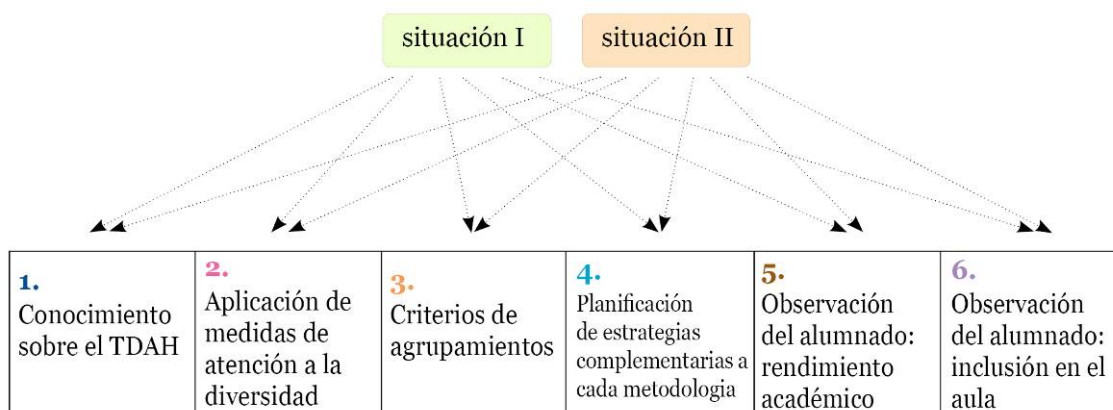 situación I
situación II
1.
Conocimiento
sobre el TDAH
2.
Aplicación de
medidas de
atención a la
diversidad
3.
Criterios de
agrupamientos
4.
Planificación
de estrategias
complementarias a
cada metodologia
5.
Observación
del alumnado:
rendimiento
académico
6.
Observación
del alumnado:
inclusión en el
aula